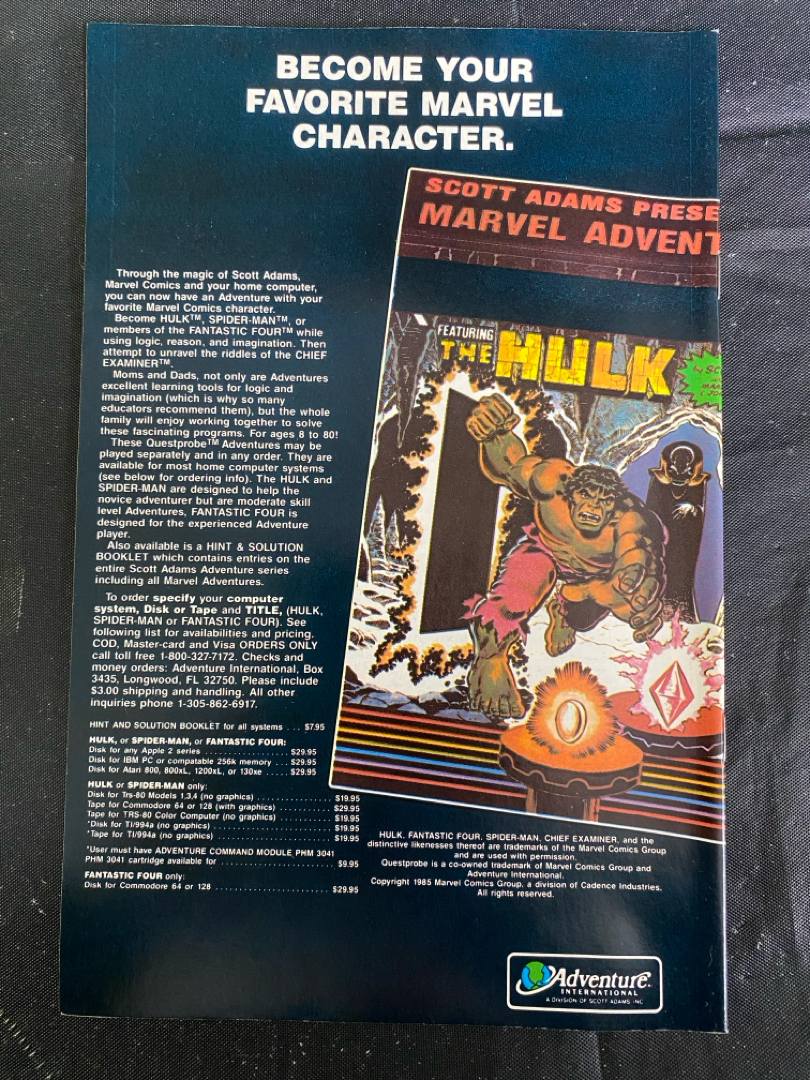 BECOME YOUR
FAVORITE MARVEL
CHARACTER.
SCOTT ADAMS PRESE
MARVEL ADVENT
FEATURING
THE HULK
Through the magic of Scott Adams,
Marvel Comics and your home computer,
you can now have an Adventure with your
favorite Marvel Comics character.
Become HULK™, SPIDER-MAN™, or
members of the FANTASTIC FOUR™ while
using logic, reason, and imagination. Then
attempt to unravel the riddles of the CHIEF
EXAMINER™.
Moms and Dads, not only are Adventures
excellent learning tools for logic and
imagination (which is why so many
educators recommend them), but the whole
family will enjoy working together to solve
these fascinating programs. For ages 8 to 80!
These Questprobe™ Adventures may be
played separately and in any order. They are
available for most home computer systems
(see below for ordering info). The HULK and
SPIDER-MAN are designed to help the
novice adventurer but are moderate skill
level Adventures, FANTASTIC FOUR is
designed for the experienced Adventure
player.
Also available is a HINT & SOLUTION
BOOKLET which contains entries on the
entire Scott Adams Adventure series
including all Marvel Adventures.
To order specify your computer
system, Disk or Tape and TITLE, (HULK,
SPIDER-MAN or FANTASTIC FOUR). See
following list for availabilities and pricing.
COD, Master-card and Visa ORDERS ONLY
call toll free 1-800-327-7172. Checks and
money orders: Adventure International, Box
3435, Longwood, FL 32750. Please include
$3.00 shipping and handling. All other
inquiries phone 1-305-862-6917.
HINT AND SOLUTION BOOKLET for all systems ... $7.95
HULK, or SPIDER-MAN, or FANTASTIC FOUR:
Disk for any Apple 2 series ... $29.95
Disk for IBM PC or compatable 256k memory ... $29.95
Disk for Atari 800, 800xL, 1200xL, or 130xe ..... $29.95
HULK or SPIDER-MAN only:
Disk for Trs-80 Models 1,3,4 (no graphics) ... $19.95
Tape for Commodore 64 or 128 (with graphics) ... $29.95
Tape for TRS-80 Color Computer (no graphics) ... $19.95
*Disk for TI/994a (no graphics) ... $19.95
*Tape for TI/994a (no graphics) ... $19.95
*User must have ADVENTURE COMMAND MODULE PHM 3041
PHM 3041 cartridge available for ... $9.95
FANTASTIC FOUR only:
Disk for Commodore 64 or 128 ... $29.95
HULK, FANTASTIC FOUR, SPIDER-MAN, CHIEF EXAMINER, and the
distinctive likenesses thereof are trademarks of the Marvel Comics Group
and are used with permission.
Questprobe is a co-owned trademark of Marvel Comics Group and
Adventure International.
Copyright 1985 Marvel Comics Group, a division of Cadence Industries.
All rights reserved.
Adventure
INTERNATIONAL
A DIVISION OF SCOTT ADAMS INC